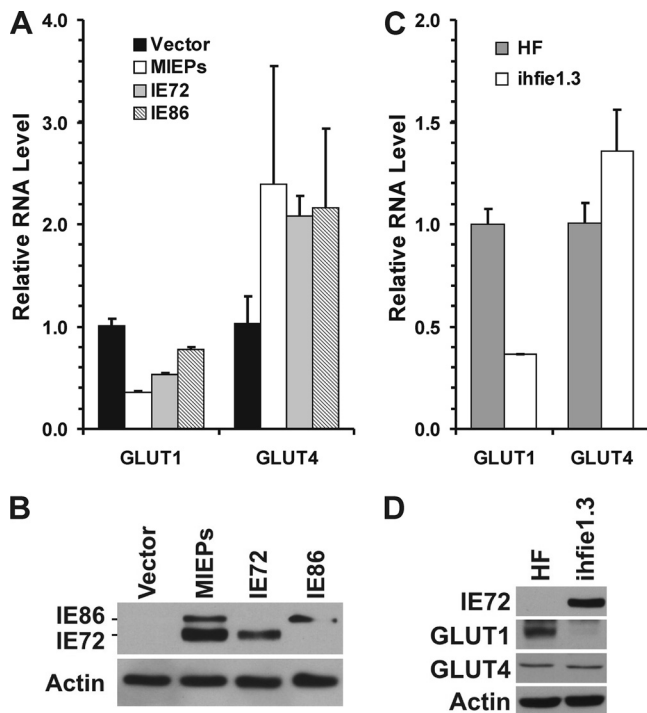 A
4.0
3.0
2.0
1.0
0.0
Relative RNA Level
Vector
MIEPs
IE72
IE86
GLUT1
GLUT4
C
2.0
1.5
1.0
0.5
0.0
Relative RNA Level
HF
ihfie1.3
GLUT1
GLUT4
B
Vector
MIEPs
IE72
IE86
IE86
IE72
Actin
D
HF
ihfie1.3
IE72
GLUT1
GLUT4
Actin